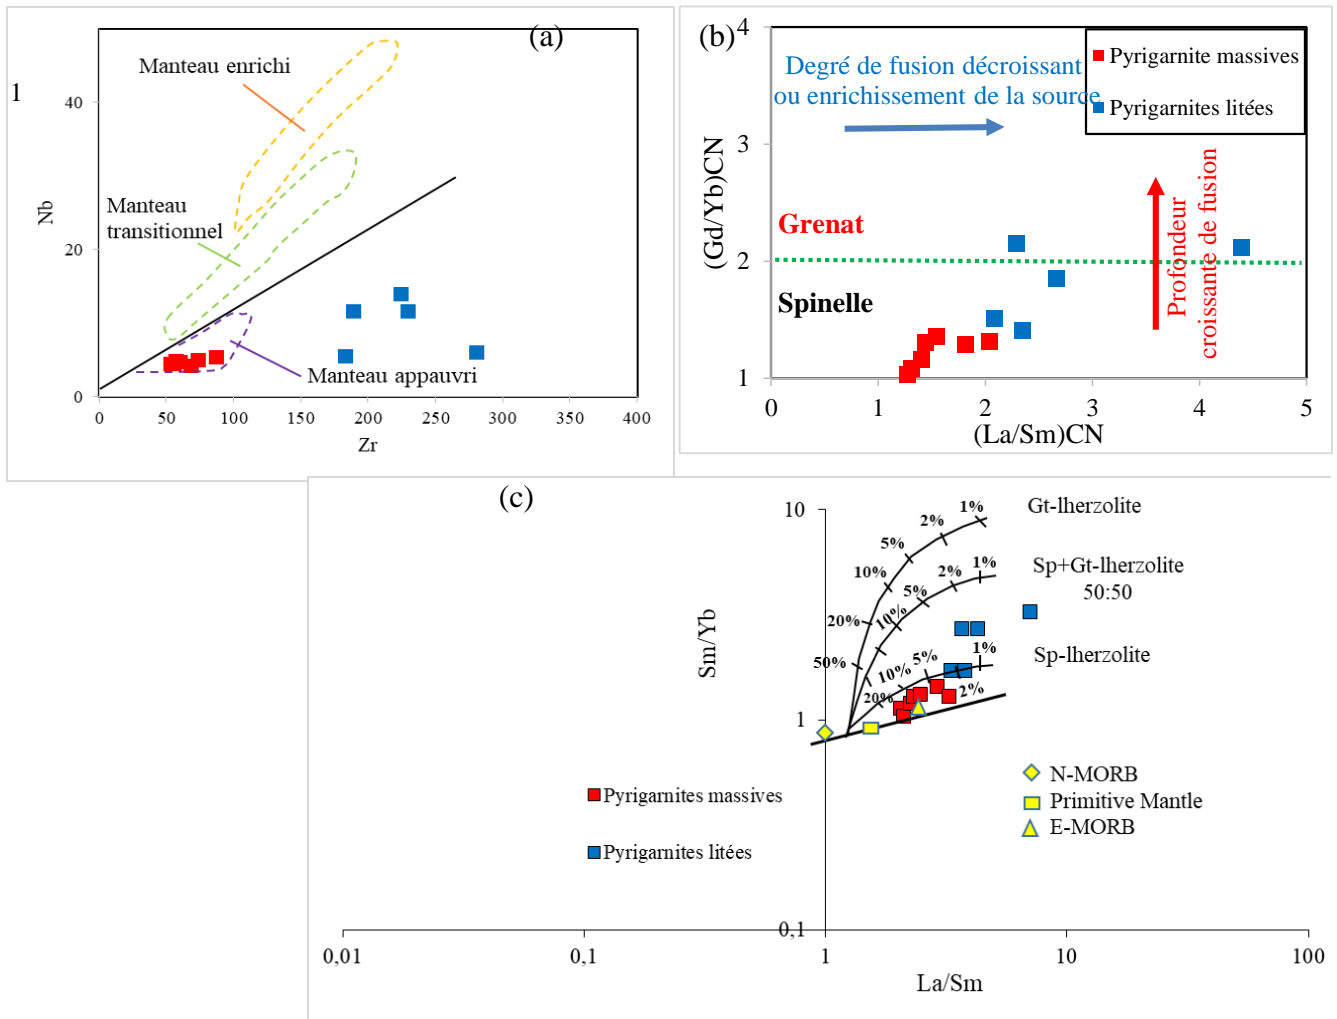 (a)
Manteau enrichi
1
40
Manteau
transitionnel
Nb
20
Manteau appauvri
0
0
50
100
150
200
250
300
350
400
Zr
(b)
4
Pyrigarnite massives
Degré de fusion décroissant
ou enrichissement de la source
Pyrigarnites litées
3
(Gd/Yb)CN
Grenat
2
Spinelle
Profondeur
croissante de fusion
1
0
1
2
3
4
5
(La/Sm)CN
(c)
10
1%
2%
5%
10%
20%
50%
Gt-lherzolite
1%
2%
5%
10%
Sp+Gt-lherzolite
50:50
Sm/Yb
1%
5%
10%
20%
2%
Sp-lherzolite
1
N-MORB
Pyrigarnites massives
Primitive Mantle
E-MORB
Pyrigarnites litées
0,1
0,01
0,1
1
10
100
La/Sm